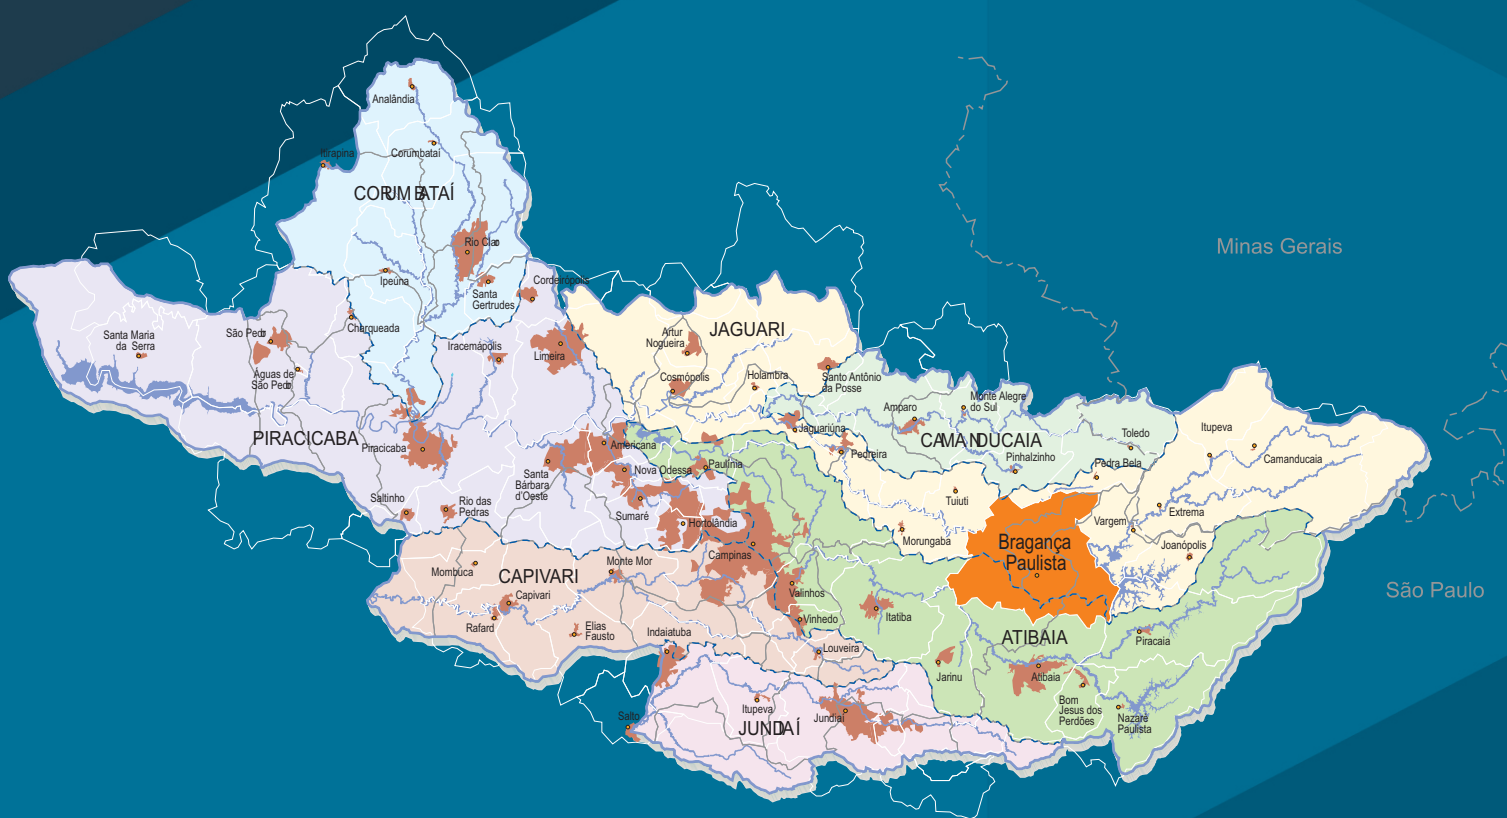 Analândia
Corumbataí
Itirapina
CORUMBATAÍ
Rio Claro
Minas Gerais
Ipeúna
Santa
Gertrudes
Cordeirópolis
Charqueada
Santa Maria
da Serra
São Pedro
Águas de
São Pedro
Iracemápolis
Limeira
JAGUARI
Artur
Nogueira
Cosmópolis
Holambra
Santo Antônio
da Posse
Monte Alegre
do Sul
Amparo
CAMANDUCAIA
Pinhalzinho
Toledo
Pedra Bela
Itupeva
Camanducaia
PIRACICABA
Piracicaba
Americana
Jaguariúna
Pedreira
Santa
Bárbara
d'Oeste
Nova Odessa
Paulínia
Saltinho
Rio das
Pedras
Sumaré
Hortolândia
Tuiuti
Vargem
Extrema
Morungaba
Bragança
Paulista
Joanópolis
Campinas
Mombuca
CAPIVARI
Capivari
Monte Mor
Valinhos
São Paulo
Rafard
Elias
Fausto
Indaiatuba
Vinhedo
Itatiba
Louveira
ATIBAIA
Piracaia
Jarinu
Atibaia
Bom
Jesus dos
Perdões
Nazaré
Paulista
Salto
Itupeva
Jundiaí
JUNDIAÍ